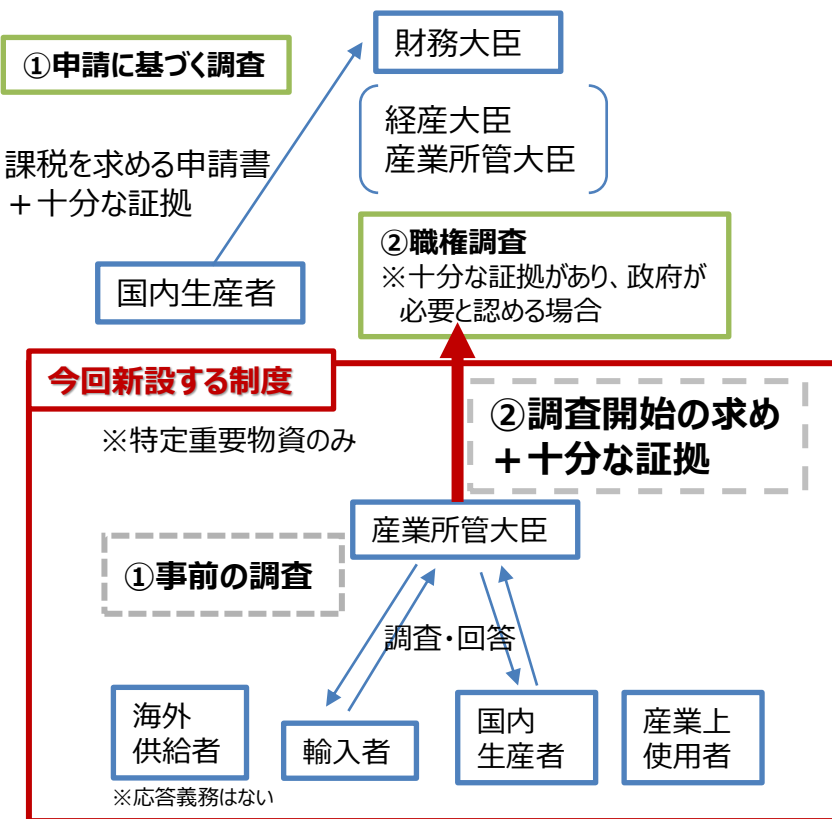 ①申請に基づく調査
財務大臣
経産大臣
産業所管大臣
課税を求める申請書
+十分な証拠
国内生産者
②職権調査
※十分な証拠があり、政府が
必要と認める場合
今回新設する制度
※特定重要物資のみ
②調査開始の求め
+十分な証拠
産業所管大臣
①事前の調査
調査・回答
海外
供給者
※応答義務はない
輸入者
国内
生産者
産業上
使用者